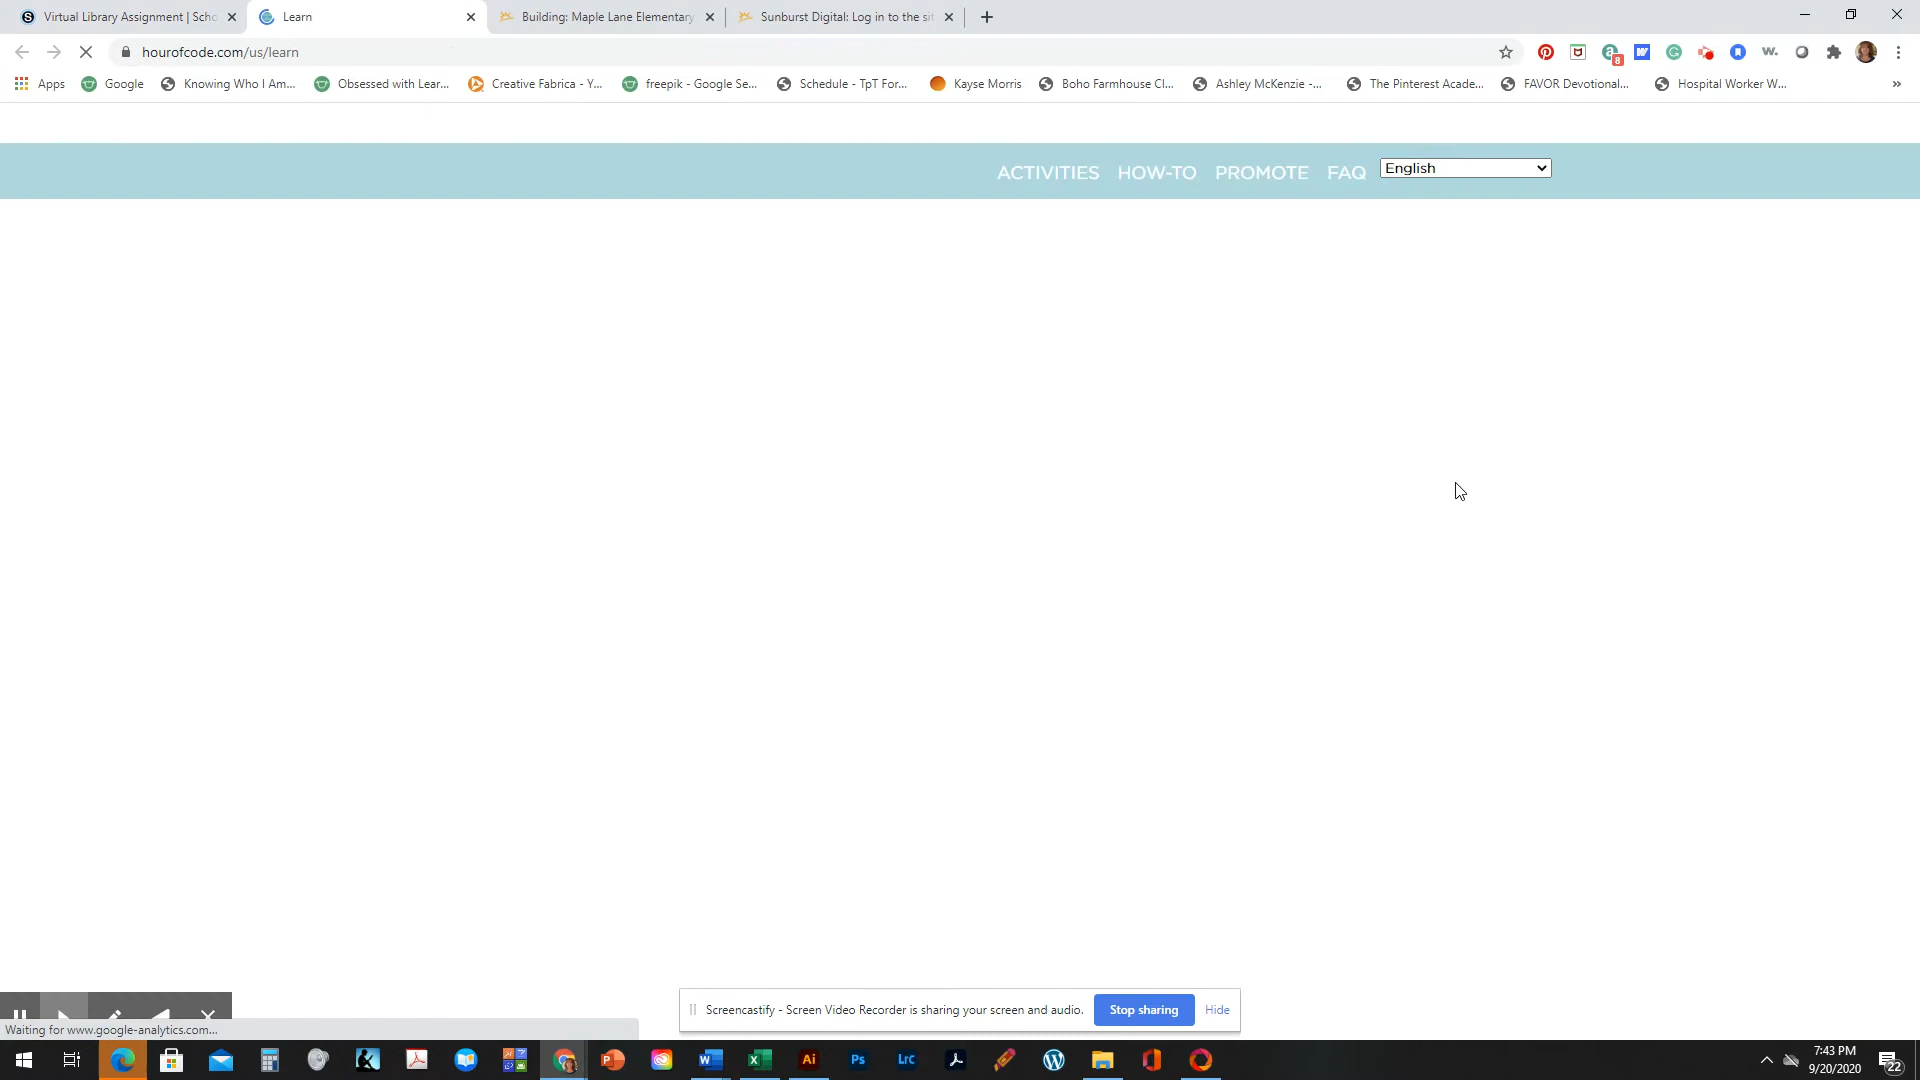 Virtual Library Assignment | Scho
Learn
Building: Maple Lane Elementary
Sunburst Digital: Log in to the sit
hourofcode.com/us/learn
8
Apps
Google
Knowing Who I Am...
Obsessed with Lear...
Creative Fabrica - Y...
freepik - Google Se...
Schedule - TpT For...
Kayse Morris
Boho Farmhouse Cl...
Ashley McKenzie -...
The Pinterest Acade...
FAVOR Devotional...
Hospital Worker W...
»
ACTIVITIES HOW-TO PROMOTE FAQ English
Screencastify - Screen Video Recorder is sharing your screen and audio. Stop sharing Hide
Waiting for www.google-analytics.com...
Ai
Ps
Lrc
7:43 PM
9/20/2020
22